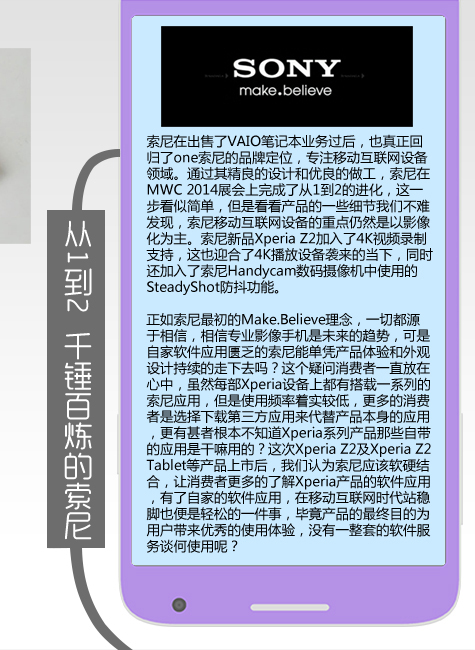 SONY
make.believe
索尼在出售了VAIO笔记本业务过后，也真正回
归了one索尼的品牌定位，专注移动互联网设备
领域。通过其精良的设计和优良的做工，索尼在
MWC 2014展会上完成了从1到2的进化，这一
步看似简单，但是看看产品的一些细节我们不难
发现，索尼移动互联网设备的重点仍然是以影像
化为主。索尼新品Xperia Z2加入了4K视频录制
支持，这也迎合了4K播放设备袭来的当下，同时
还加入了索尼Handycam数码摄像机中使用的
SteadyShot防抖功能。
正如索尼最初的Make.Believe理念，一切都源
于相信，相信专业影像手机是未来的趋势，可是
自家软件应用匮乏的索尼能单凭产品体验和外观
设计持续的走下去吗？这个疑问消费者一直放在
心中，虽然每部Xperia设备上都有搭载一系列的
索尼应用，但是使用频率着实较低，更多的消费
者是选择下载第三方应用来代替产品本身的应用
，更有甚者根本不知道Xperia系列产品那些自带
的应用是干嘛用的？这次Xperia Z2及Xperia Z2
Tablet等产品上市后，我们认为索尼应该软硬结
合，让消费者更多的了解Xperia产品的软件应用
，有了自家的软件应用，在移动互联网时代站稳
脚也便是轻松的一件事，毕竟产品的最终目的为
用户带来优秀的使用体验，没有一整套的软件服
务谈何使用呢？
从1到2 千锤百炼的索尼